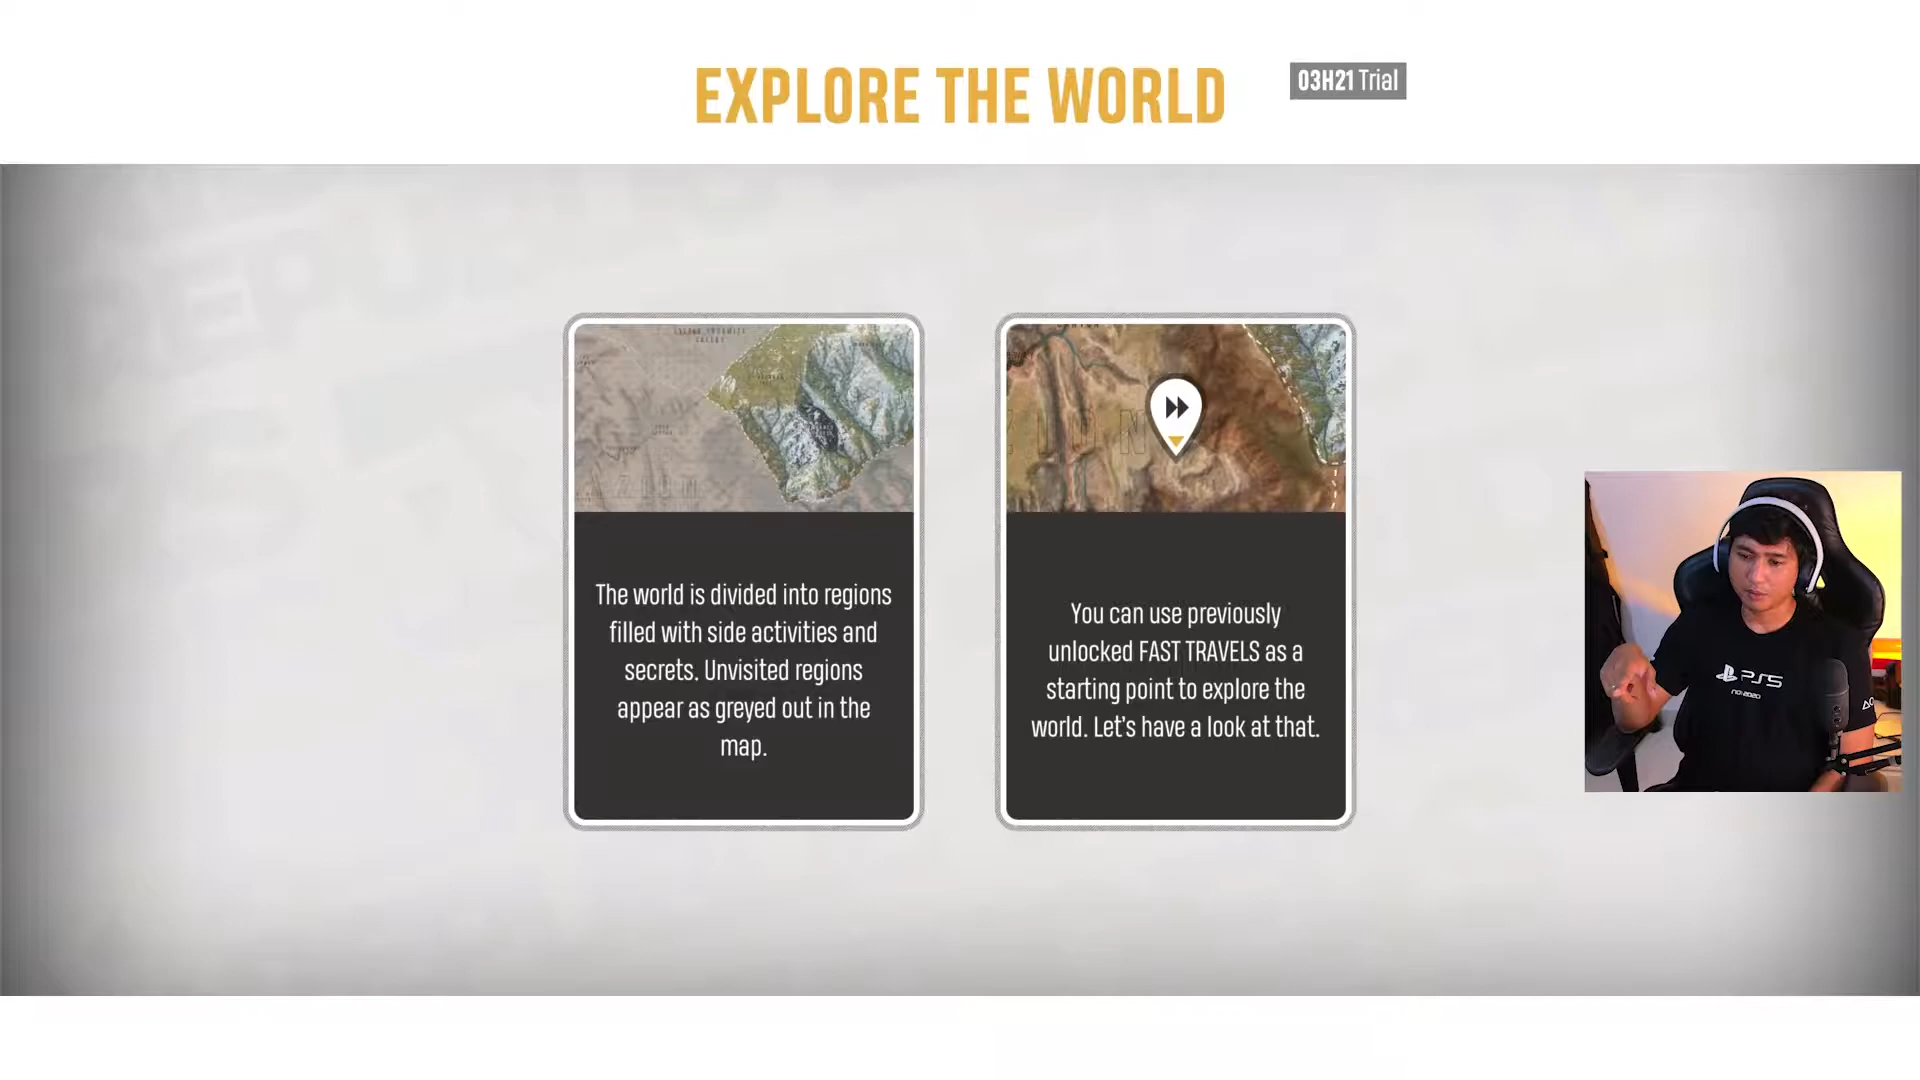 EXPLORE THE WORLD
03H21 Trial
The world is divided into regions
filled with side activities and
secrets. Unvisited regions
appear as greyed out in the
map.
You can use previously
unlocked FAST TRAVELS as a
starting point to explore the
world. Let's have a look at that.
PS5